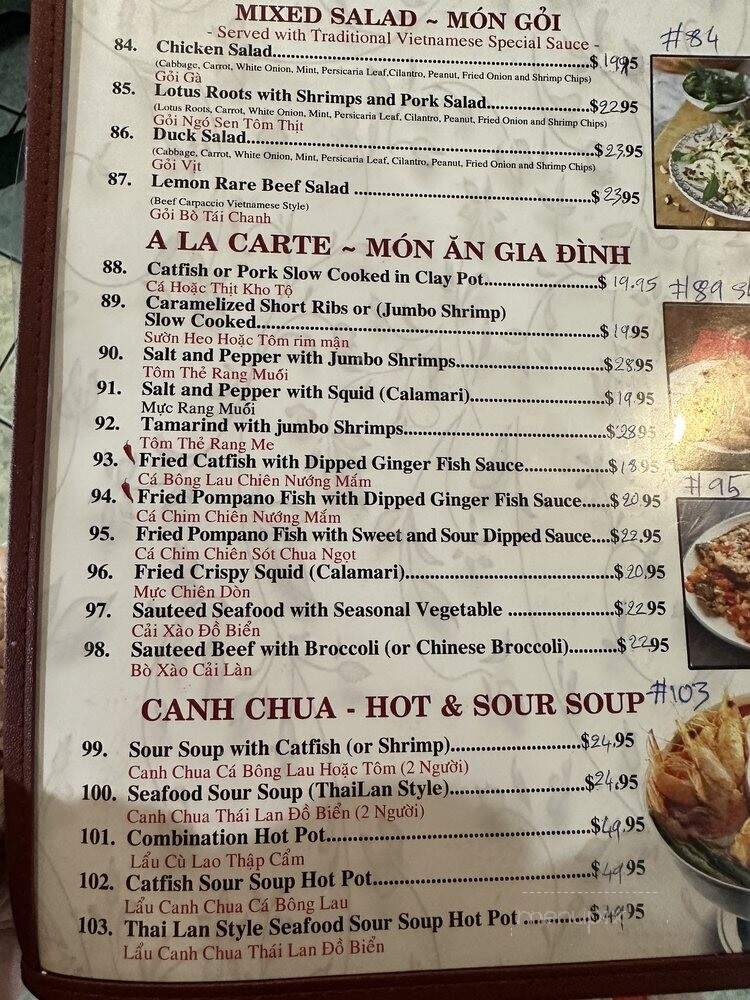 MIXED SALAD ~ MÓN GỎI
- Served with Traditional Vietnamese Special Sauce -
#84
84. Chicken Salad....................$ 19.95
(Cabbage, Carrot, White Onion, Mint, Persicaria Leaf,Cilantro, Peanut, Fried Onion and Shrimp Chips)
Gỏi Gà
85. Lotus Roots with Shrimps and Pork Salad....................$22.95
(Lotus Roots, Carrot, White Onion, Mint, Persicaria Leaf, Cilantro, Peanut, Fried Onion and Shrimp Chips)
Gỏi Ngó Sen Tôm Thịt
86. Duck Salad....................$23.95
(Cabbage, Carrot, White Onion, Mint, Persicaria Leaf, Cilantro, Peanut, Fried Onion and Shrimp Chips)
Gỏi Vịt
87. Lemon Rare Beef Salad ....................$ 23.95
(Beef Carpaccio Vietnamese Style)
Gỏi Bò Tái Chanh
A LA CARTE ~ MÓN ĂN GIA ĐÌNH
88. Catfish or Pork Slow Cooked in Clay Pot....................$ 19.95
Cá Hoặc Thịt Kho Tộ
#89
89. Caramelized Short Ribs or (Jumbo Shrimp)
Slow Cooked....................$ 19.95
Sườn Heo Hoặc Tôm rim mận
90. Salt and Pepper with Jumbo Shrimps....................$28.95
Tôm Thẻ Rang Muối
91. Salt and Pepper with Squid (Calamari)....................$ 19.95
Mực Rang Muối
92. Tamarind with jumbo Shrimps....................$28.95
Tôm Thẻ Rang Me
93. Fried Catfish with Dipped Ginger Fish Sauce....................$18.95
Cá Bông Lau Chiên Nướng Mắm
#95
94. Fried Pompano Fish with Dipped Ginger Fish Sauce......$20.95
Cá Chim Chiên Nướng Mắm
95. Fried Pompano Fish with Sweet and Sour Dipped Sauce....$22.95
Cá Chim Chiên Sót Chua Ngọt
96. Fried Crispy Squid (Calamari)....................$20.95
Mực Chiên Dòn
97. Sauteed Seafood with Seasonal Vegetable ....................$22.95
Cải Xào Đồ Biển
98. Sauteed Beef with Broccoli (or Chinese Broccoli)..........$22.95
Bò Xào Cải Làn
CANH CHUA - HOT & SOUR SOUP
#103
99. Sour Soup with Catfish (or Shrimp)....................$24.95
Canh Chua Cá Bông Lau Hoặc Tôm (2 Người)
100. Seafood Sour Soup (ThaiLan Style)....................$24.95
Canh Chua Thái Lan Đồ Biển (2 Người)
101. Combination Hot Pot....................$49.95
Lẩu Cù Lao Thập Cẩm
102. Catfish Sour Soup Hot Pot....................$49.95
Lẩu Canh Chua Cá Bông Lau
103. Thai Lan Style Seafood Sour Soup Hot Pot ............$49.95
Lẩu Canh Chua Thái Lan Đồ Biển